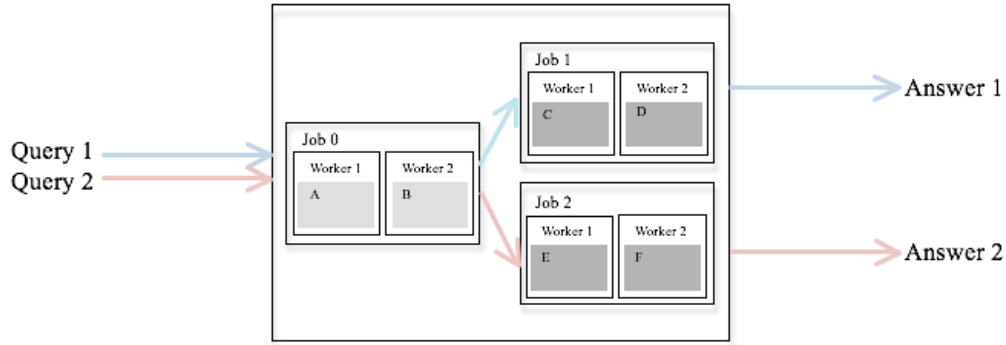 Query 1
Query 2
Job 0
Worker 1
A
Worker 2
B
Job 1
Worker 1
C
Worker 2
D
Job 2
Worker 1
E
Worker 2
F
Answer 1
Answer 2